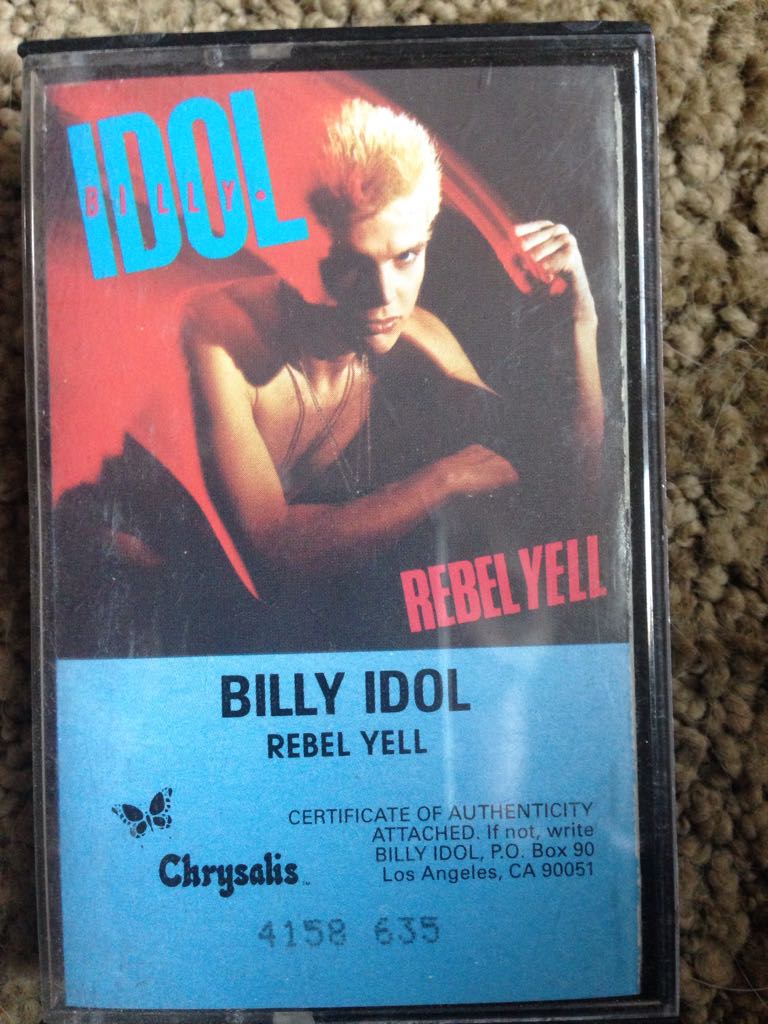 IDOL
BILLY.
REBEL YELL
BILLY IDOL
REBEL YELL
CERTIFICATE OF AUTHENTICITY
ATTACHED. If not, write
BILLY IDOL, P.O. Box 90
Los Angeles, CA 90051
Chrysalis™
4158 635